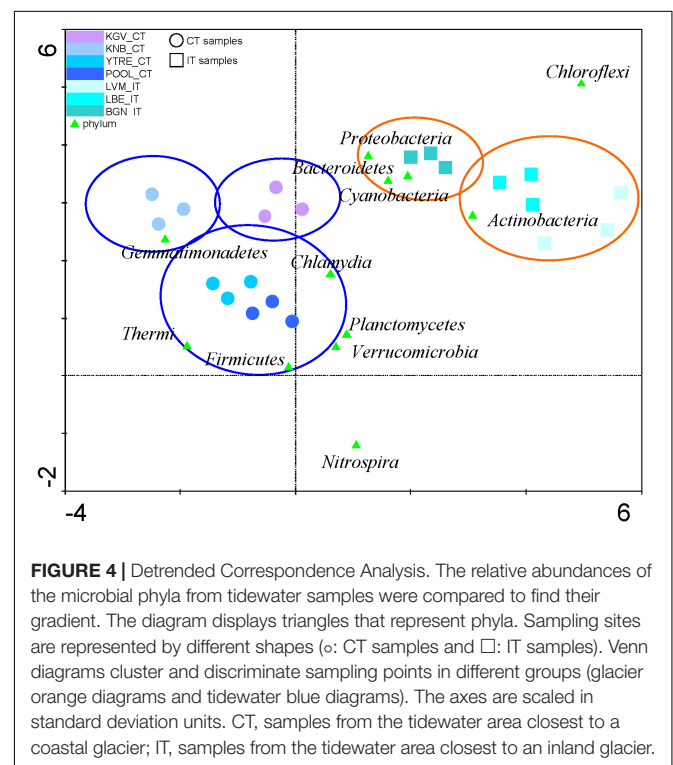 6
KGV_CT
KNB_CT
YTRE_CT
POOL_CT
LVM_IT
LBE_IT
BGN IT
phylum
CT samples
IT samples
Chloroflexi
Proteobacteria
Bacteroidetes
Cyanobacteria
Actinobacteria
Gemmatimonadetes
Chlamydia
Thermi
Planctomycetes
Firmicutes
Verrucomicrobia
Nitrospira
-2
-4
6
FIGURE 4 | Detrended Correspondence Analysis. The relative abundances of
the microbial phyla from tidewater samples were compared to find their
gradient. The diagram displays triangles that represent phyla. Sampling sites
are represented by different shapes (○: CT samples and □: IT samples). Venn
diagrams cluster and discriminate sampling points in different groups (glacier
orange diagrams and tidewater blue diagrams). The axes are scaled in
standard deviation units. CT, samples from the tidewater area closest to a
coastal glacier; IT, samples from the tidewater area closest to an inland glacier.